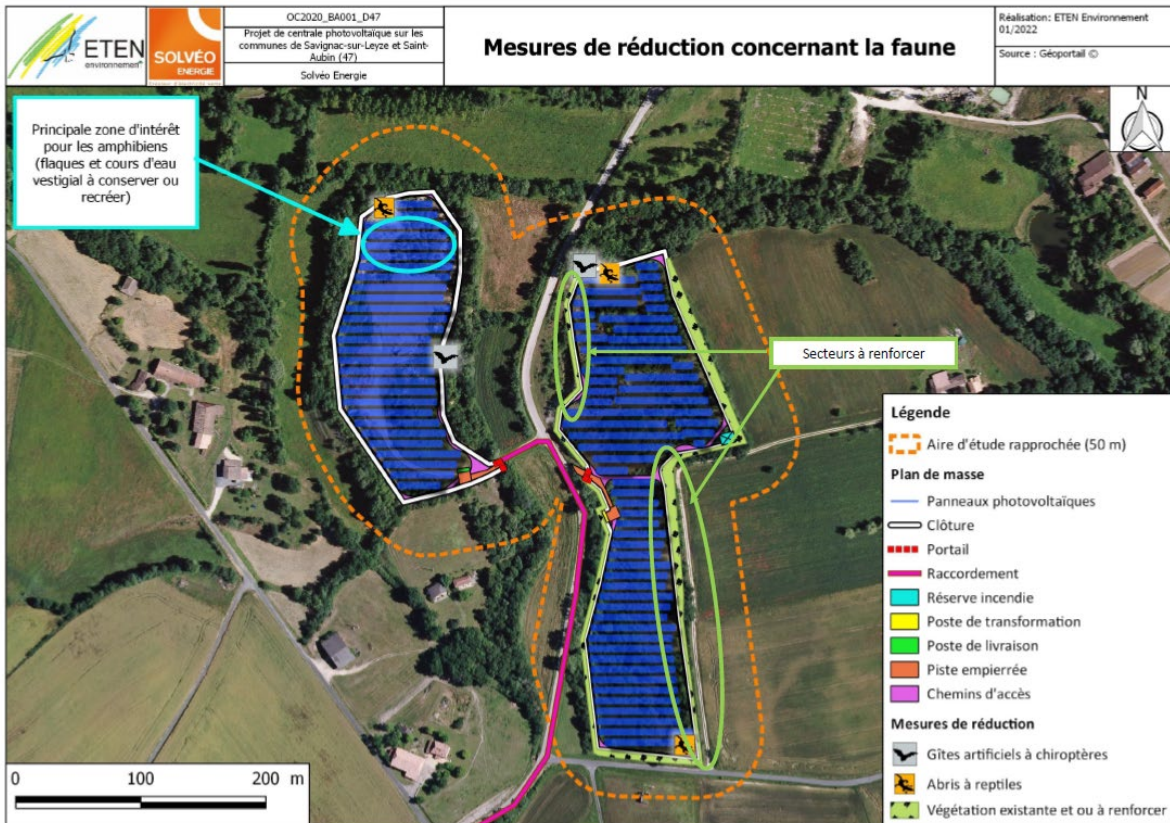 ETEN
environnement
SOLVÉO
ENERGIE
OC2020_BA001_D47
Projet de centrale photovoltaïque sur les
communes de Savignac-sur-Leyze et Saint-
Aubin (47)
Solvéo Energie
Mesures de réduction concernant la faune
Réalisation: ETEN Environnement
01/2022
Source : Géoportail ©
N
Principale zone d'intérêt
pour les amphibiens
(flaques et cours d'eau
vestigial à conserver ou
recréer)
Secteurs à renforcer
Légende
Aire d'étude rapprochée (50 m)
Plan de masse
Panneaux photovoltaïques
Clôture
Portail
Raccordement
Réserve incendie
Poste de transformation
Poste de livraison
Piste empierrée
Chemins d'accès
Mesures de réduction
Gîtes artificiels à chiroptères
Abris à reptiles
Végétation existante et ou à renforcer
0 100 200 m